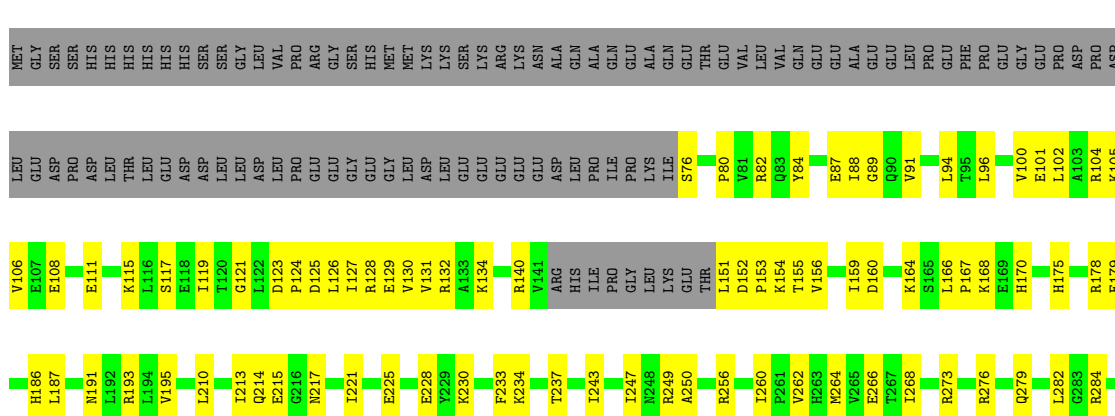 MET GLY SER SER HIS HIS HIS HIS HIS HIS SER SER GLY LEU VAL PRO ARG GLY SER HIS MET MET LYS LYS SER LYS ARG LYS ASN ALA GLN ALA GLN GLU ALA GLN GLU THR GLU VAL LEU VAL GLN GLU GLU ALA GLU GLU LEU PRO GLU PHE PRO GLU GLY GLU PRO ASP PRO ASP
LEU GLU ASP PRO ASP LEU THR LEU GLU ASP ASP LEU LEU ASP LEU PRO GLU GLU GLY GLU GLY LEU ASP LEU GLU GLU GLU GLU GLU ASP LEU PRO ILE PRO LYS ILE S76 P80 V81 R82 Q83 Y84 E87 I88 G89 Q90 V91 L94 T95 L96 V100 E101 L102 A103 R104 K105
V106 E107 E108 E111 K115 L116 S117 E118 I119 T120 G121 L122 D123 P124 D125 L126 I127 R128 E129 V130 V131 R132 A133 K134 R140 V141 ARG HIS ILE PRO GLY LEU LYS GLU THR L151 D152 P153 K154 T155 V156 I159 D160 K164 S165 L166 P167 K168 E169 H170 H175 R178 E179
H186 L187 N191 L192 R193 L194 V195 L210 I213 Q214 E215 G216 N217 I221 E225 E228 Y229 K230 F233 K234 T237 I243 I247 N248 R249 A250 R256 I260 P261 V262 H263 M264 V265 E266 T267 I268 R273 R276 Q279 L282 G283 R284